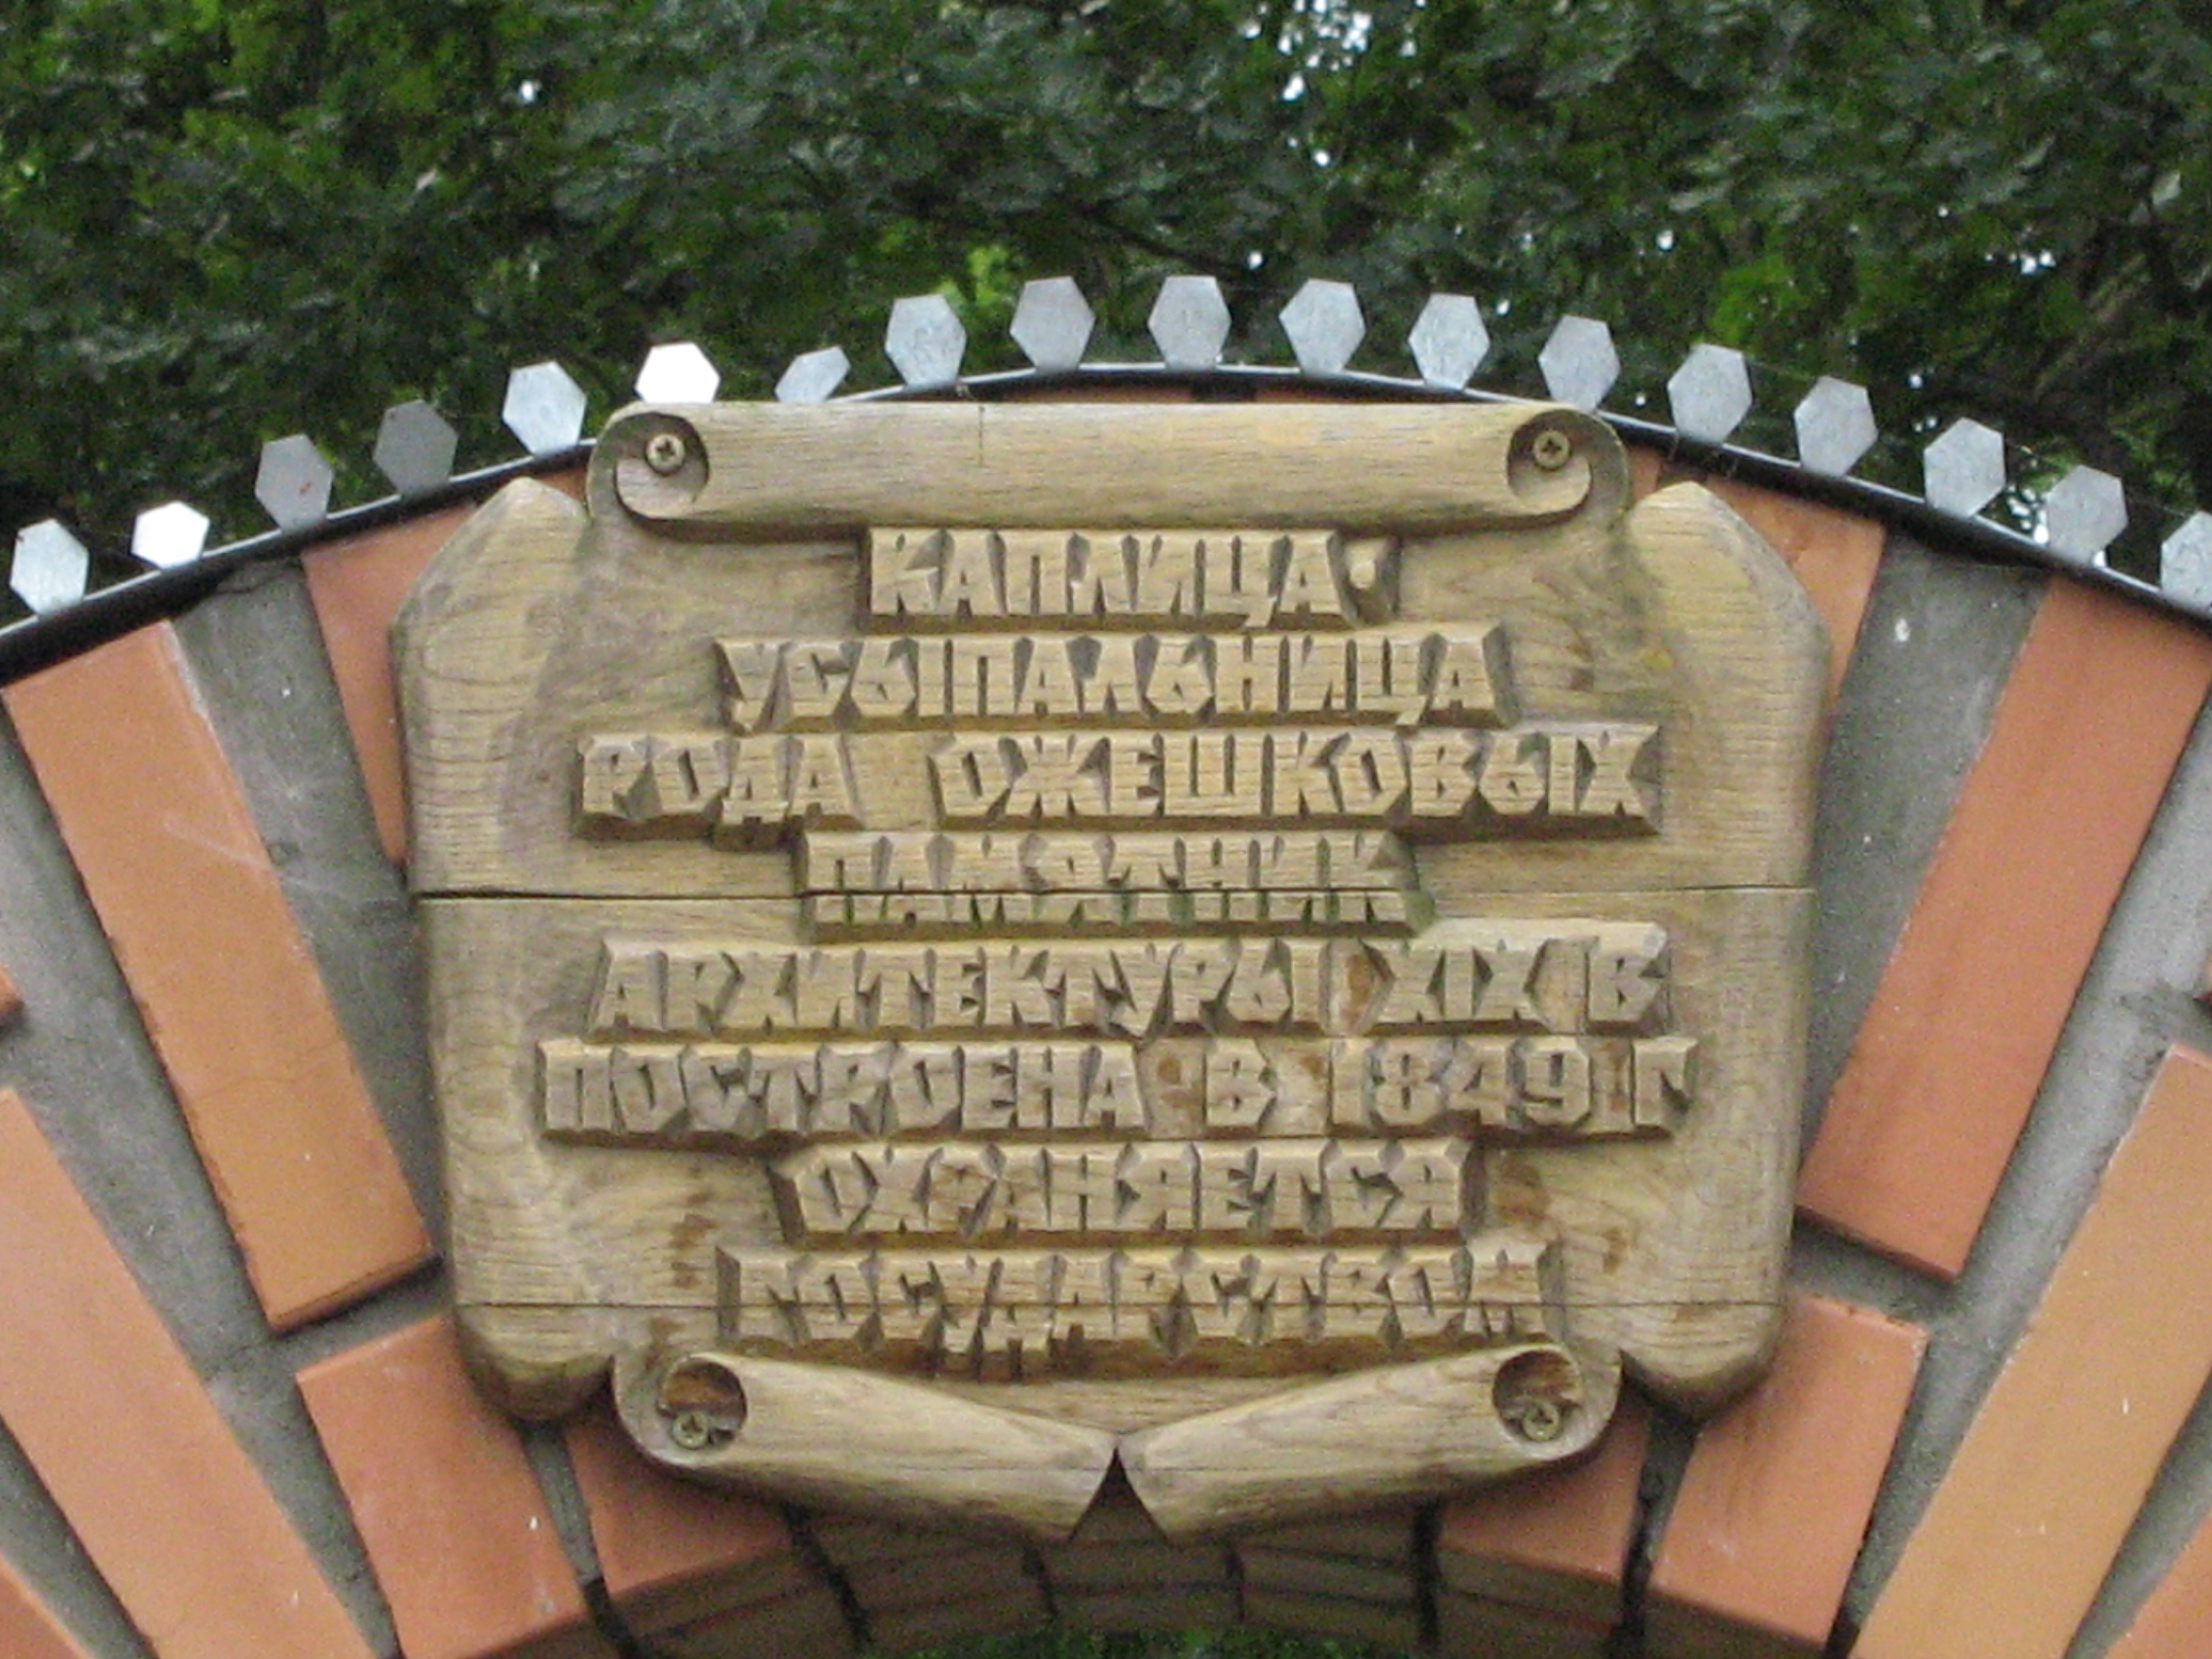 КАПЛИЦА-
УСЫПАЛЬНИЦА
РОДА ОЖЕШКОВЫХ
ПАМЯТНИК
АРХИТЕКТУРЫ XIX В
ПОСТРОЕНА В 1849 Г
ОХРАНЯЕТСЯ
ГОСУДАРСТВОМ